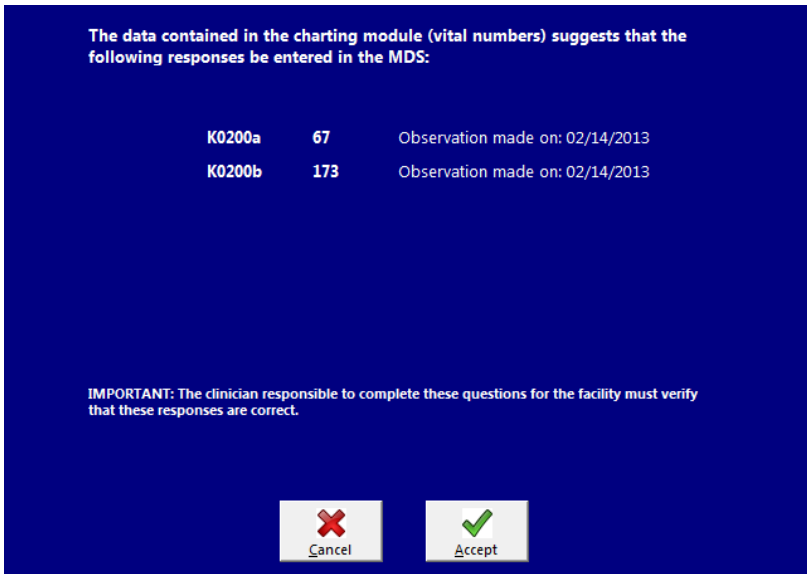 The data contained in the charting module (vital numbers) suggests that the
following responses be entered in the MDS:
K0200a 67 Observation made on: 02/14/2013
K0200b 173 Observation made on: 02/14/2013
IMPORTANT: The clinician responsible to complete these questions for the facility must verify
that these responses are correct.
Cancel Accept